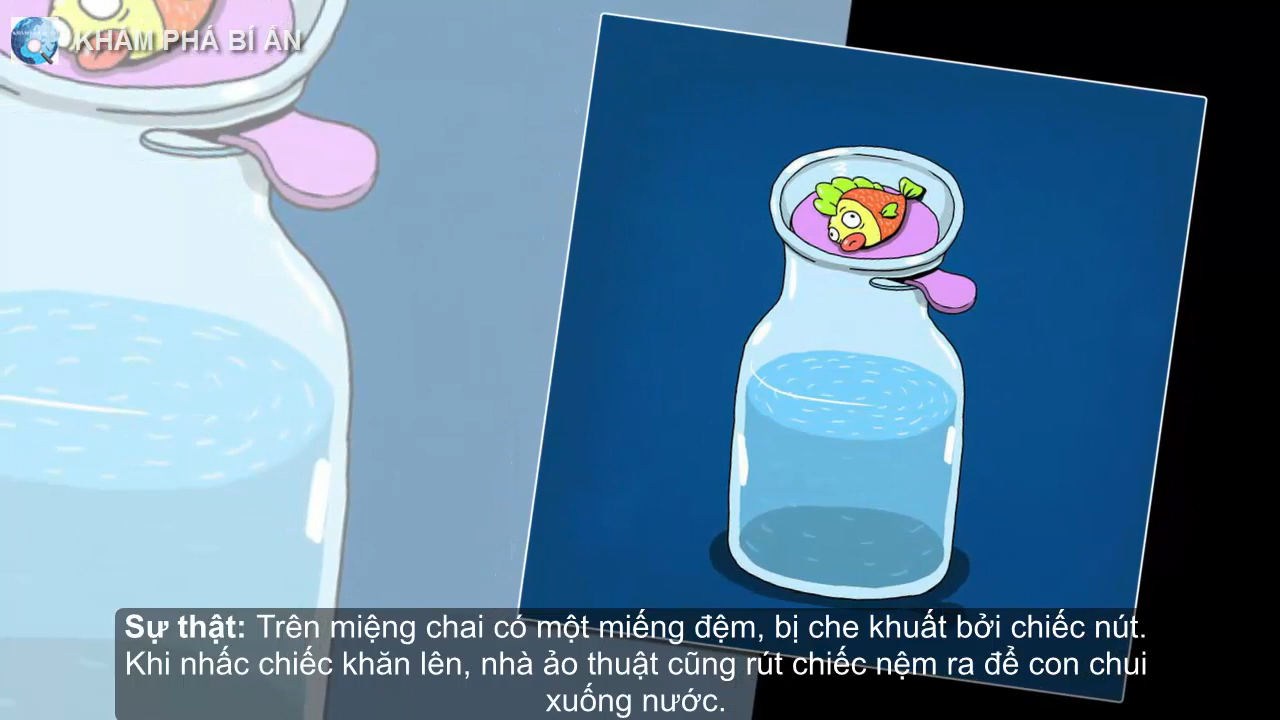 KHÁM PHÁ BÍ ẨN
Sự thật: Trên miệng chai có một miếng đệm, bị che khuất bởi chiếc nút.
Khi nhấc chiếc khăn lên, nhà ảo thuật cũng rút chiếc nệm ra để con chui
xuống nước.